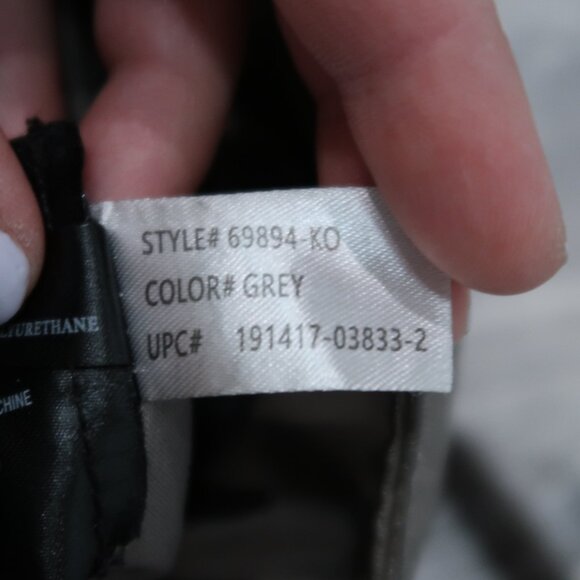 STYLE# 69894-KO
COLOR# GREY
UPC# 191417-03833-2